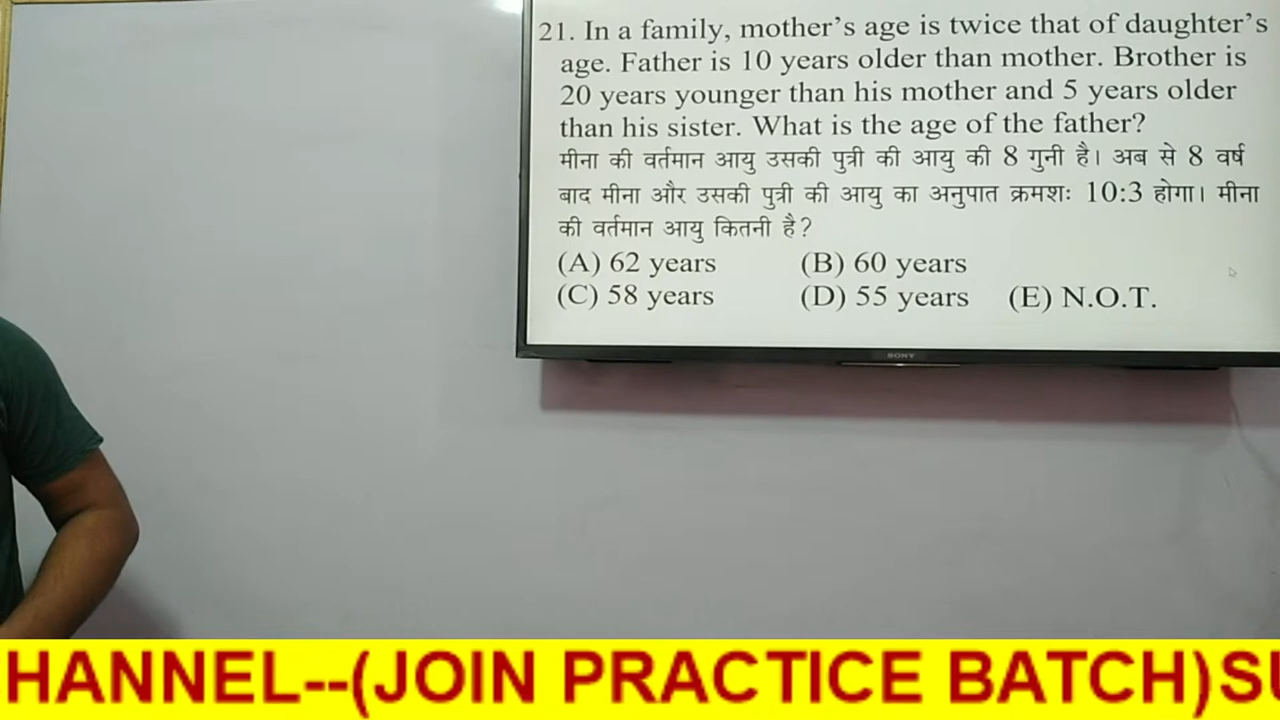 21. In a family, mother's age is twice that of daughter's
age. Father is 10 years older than mother. Brother is
20 years younger than his mother and 5 years older
than his sister. What is the age of the father?
मीना की वर्तमान आयु उसकी पुत्री की आयु की 8 गुनी है। अब से 8 वर्ष
बाद मीना और उसकी पुत्री की आयु का अनुपात क्रमशः 10:3 होगा। मीना
की वर्तमान आयु कितनी है?
(A) 62 years (B) 60 years
(C) 58 years (D) 55 years (E) N.O.T.
SONY
HANNEL--(JOIN PRACTICE BATCH)SU